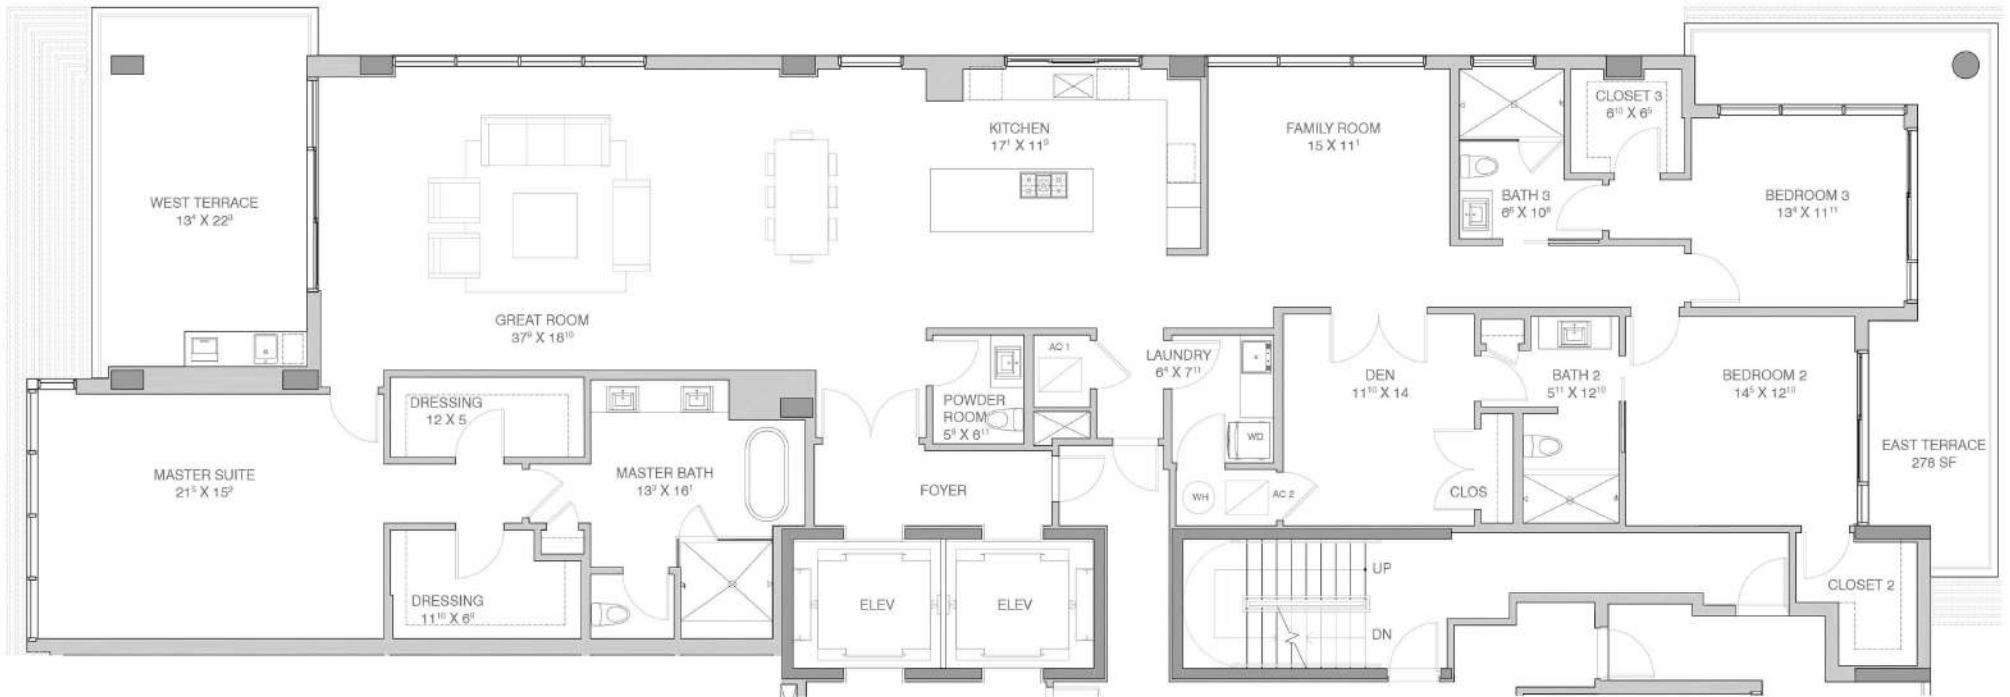 WEST TERRACE
13⁴ X 22³
GREAT ROOM
37⁹ X 18¹⁰
KITCHEN
17¹ X 11⁹
FAMILY ROOM
15 X 11¹
CLOSET 3
6¹⁰ X 6⁵
BATH 3
6⁶ X 10⁸
BEDROOM 3
13⁴ X 11¹¹
DRESSING
12 X 5
MASTER SUITE
21⁵ X 15²
MASTER BATH
13³ X 16¹
DRESSING
11¹⁰ X 6⁹
POWDER
ROOM
5⁹ X 6¹¹
FOYER
AC 1
LAUNDRY
6⁴ X 7¹¹
WD
WH
AC 2
DEN
11¹⁰ X 14
CLOS
BATH 2
5¹¹ X 12¹⁰
BEDROOM 2
14⁵ X 12¹⁰
EAST TERRACE
278 SF
ELEV
ELEV
UP
DN
CLOSET 2